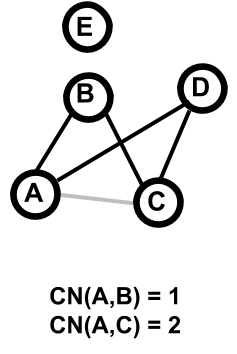 E
B
D
A
C
CN(A,B) = 1
CN(A,C) = 2